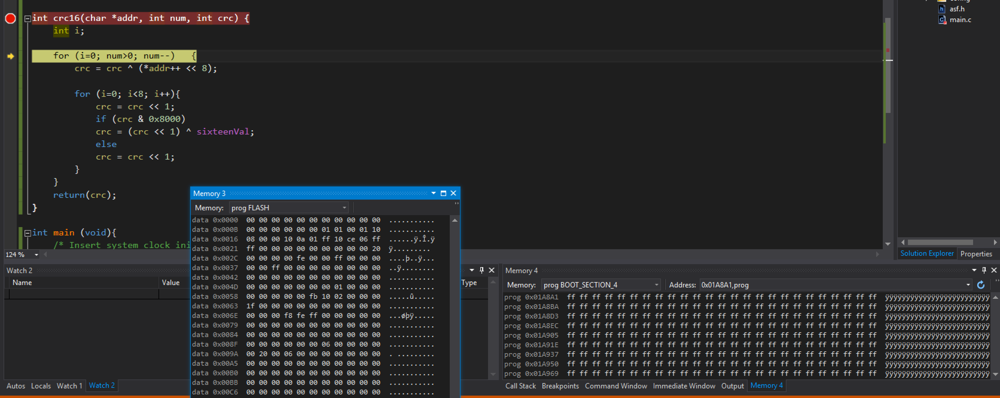 int crc16(char *addr, int num, int crc) {
int i;
for (i=0; num>0; num--) {
crc = crc ^ (*addr++ << 8);
for (i=0; i<8; i++){
crc = crc << 1;
if (crc & 0x8000)
crc = (crc << 1) ^ sixteenVal;
else
crc = crc << 1;
}
}
return(crc);
}
int main (void){
/* Insert system clock ini
124 %
asf.h
main.c
Solution Explorer Properties
Watch 2
Name Value Type
Autos Locals Watch 1 Watch 2
Memory 3
Memory: prog FLASH
data 0x0000 00 00 00 00 00 00 00 00 00 00 00 ...........
data 0x000B 00 00 00 00 00 00 01 01 00 01 10 ...........
data 0x0016 08 00 00 10 0a 01 ff 10 ce 06 ff ......ÿ.Î.ÿ
data 0x0021 ff 00 00 00 00 00 00 00 00 00 20 ÿ.........
data 0x002C 00 00 00 00 fe 00 00 ff 00 00 00 ....þ..ÿ...
data 0x0037 00 00 ff 00 00 00 00 00 00 00 00 ..ÿ........
data 0x0042 00 00 00 00 00 00 00 00 00 00 00 ...........
data 0x004D 00 00 00 00 00 00 00 01 00 00 00 ...........
data 0x0058 00 00 00 00 00 fb 10 02 00 00 00 .....û.....
data 0x0063 1f 00 00 00 00 00 00 00 00 00 00 ...........
data 0x006E 00 00 00 f8 fe ff 00 00 00 00 00 ...øþÿ.....
data 0x0079 00 00 00 00 00 00 00 00 00 00 00 ...........
data 0x0084 00 00 00 00 00 00 00 00 00 00 00 ...........
data 0x008F 00 00 00 00 00 00 06 00 00 00 00 ...........
data 0x009A 00 20 00 06 00 00 00 00 00 00 00 . .........
data 0x00A5 00 00 00 00 00 00 00 00 00 00 00 ...........
data 0x00B0 00 00 00 00 00 00 00 00 00 00 00 ...........
data 0x00BB 00 00 00 00 00 00 00 00 00 00 00 ...........
data 0x00C6 00 00 00 00 00 00 00 00 00 00 00 ...........
Memory 4
Memory: prog BOOT_SECTION_4 Address: 0x01A8A1,prog
prog 0x01A8A1 ff ff ff ff ff ff ff ff ff ff ff ff ff ff ff ff ff ff ff ff ff ff ff ff ff ÿÿÿÿÿÿÿÿÿÿÿÿÿÿÿÿÿÿÿÿÿÿÿÿÿ
prog 0x01A8BA ff ff ff ff ff ff ff ff ff ff ff ff ff ff ff ff ff ff ff ff ff ff ff ff ff ÿÿÿÿÿÿÿÿÿÿÿÿÿÿÿÿÿÿÿÿÿÿÿÿÿ
prog 0x01A8D3 ff ff ff ff ff ff ff ff ff ff ff ff ff ff ff ff ff ff ff ff ff ff ff ff ff ÿÿÿÿÿÿÿÿÿÿÿÿÿÿÿÿÿÿÿÿÿÿÿÿÿ
prog 0x01A8EC ff ff ff ff ff ff ff ff ff ff ff ff ff ff ff ff ff ff ff ff ff ff ff ff ff ÿÿÿÿÿÿÿÿÿÿÿÿÿÿÿÿÿÿÿÿÿÿÿÿÿ
prog 0x01A905 ff ff ff ff ff ff ff ff ff ff ff ff ff ff ff ff ff ff ff ff ff ff ff ff ff ÿÿÿÿÿÿÿÿÿÿÿÿÿÿÿÿÿÿÿÿÿÿÿÿÿ
prog 0x01A91E ff ff ff ff ff ff ff ff ff ff ff ff ff ff ff ff ff ff ff ff ff ff ff ff ff ÿÿÿÿÿÿÿÿÿÿÿÿÿÿÿÿÿÿÿÿÿÿÿÿÿ
prog 0x01A937 ff ff ff ff ff ff ff ff ff ff ff ff ff ff ff ff ff ff ff ff ff ff ff ff ff ÿÿÿÿÿÿÿÿÿÿÿÿÿÿÿÿÿÿÿÿÿÿÿÿÿ
prog 0x01A950 ff ff ff ff ff ff ff ff ff ff ff ff ff ff ff ff ff ff ff ff ff ff ff ff ff ÿÿÿÿÿÿÿÿÿÿÿÿÿÿÿÿÿÿÿÿÿÿÿÿÿ
prog 0x01A969 ff ff ff ff ff ff ff ff ff ff ff ff ff ff ff ff ff ff ff ff ff ff ff ff ff ÿÿÿÿÿÿÿÿÿÿÿÿÿÿÿÿÿÿÿÿÿÿÿÿÿ
Call Stack Breakpoints Command Window Immediate Window Output Memory 4